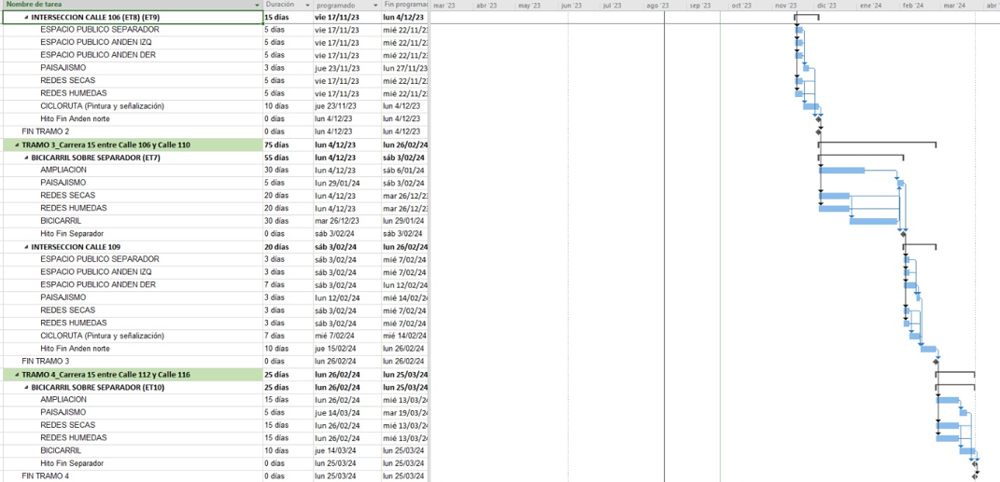 Nombre de tarea Duración programado Fin programa mar '23 abr '23 may '23 jun '23 jul '23 ago '23 sep '23 oct '23 nov '23 dic '23 ene '24 feb '24 mar '24 abr
INTERSECCION CALLE 106 (ET8) (ET9) 15 días vie 17/11/23 lun 4/12/23
ESPACIO PUBLICO SEPARADOR 5 días vie 17/11/23 mié 22/11/23
ESPACIO PUBLICO ANDEN IZQ 5 días vie 17/11/23 mié 22/11/23
ESPACIO PUBLICO ANDEN DER 5 días vie 17/11/23 mié 22/11/23
PAISAJISMO 3 días jue 23/11/23 lun 27/11/23
REDES SECAS 5 días vie 17/11/23 mié 22/11/23
REDES HUMEDAS 5 días vie 17/11/23 mié 22/11/23
CICLORUTA (Pintura y señalización) 10 días jue 23/11/23 lun 4/12/23
Hito Fin Anden norte 0 días lun 4/12/23 lun 4/12/23
FIN TRAMO 2 0 días lun 4/12/23 lun 4/12/23
TRAMO 3_Carrera 15 entre Calle 106 y Calle 110 75 días lun 4/12/23 lun 26/02/24
BICICARRIL SOBRE SEPARADOR (ET7) 55 días lun 4/12/23 sáb 3/02/24
AMPLIACION 30 días lun 4/12/23 sáb 6/01/24
PAISAJISMO 5 días lun 29/01/24 sáb 3/02/24
REDES SECAS 20 días lun 4/12/23 mar 26/12/23
REDES HUMEDAS 20 días lun 4/12/23 mar 26/12/23
BICICARRIL 30 días mar 26/12/23 lun 29/01/24
Hito Fin Separador 0 días sáb 3/02/24 sáb 3/02/24
INTERSECCION CALLE 109 20 días sáb 3/02/24 lun 26/02/24
ESPACIO PUBLICO SEPARADOR 3 días sáb 3/02/24 mié 7/02/24
ESPACIO PUBLICO ANDEN IZQ 3 días sáb 3/02/24 mié 7/02/24
ESPACIO PUBLICO ANDEN DER 7 días sáb 3/02/24 lun 12/02/24
PAISAJISMO 3 días lun 12/02/24 mié 14/02/24
REDES SECAS 3 días sáb 3/02/24 mié 7/02/24
REDES HUMEDAS 3 días sáb 3/02/24 mié 7/02/24
CICLORUTA (Pintura y señalización) 7 días mié 7/02/24 mié 14/02/24
Hito Fin Anden norte 10 días jue 15/02/24 lun 26/02/24
FIN TRAMO 3 0 días lun 26/02/24 lun 26/02/24
TRAMO 4_Carrera 15 entre Calle 112 y Calle 116 25 días lun 26/02/24 lun 25/03/24
BICICARRIL SOBRE SEPARADOR (ET10) 25 días lun 26/02/24 lun 25/03/24
AMPLIACION 15 días lun 26/02/24 mié 13/03/24
PAISAJISMO 5 días jue 14/03/24 mar 19/03/24
REDES SECAS 15 días lun 26/02/24 mié 13/03/24
REDES HUMEDAS 15 días lun 26/02/24 mié 13/03/24
BICICARRIL 10 días jue 14/03/24 lun 25/03/24
Hito Fin Separador 0 días lun 25/03/24 lun 25/03/24
FIN TRAMO 4 0 días lun 25/03/24 lun 25/03/24